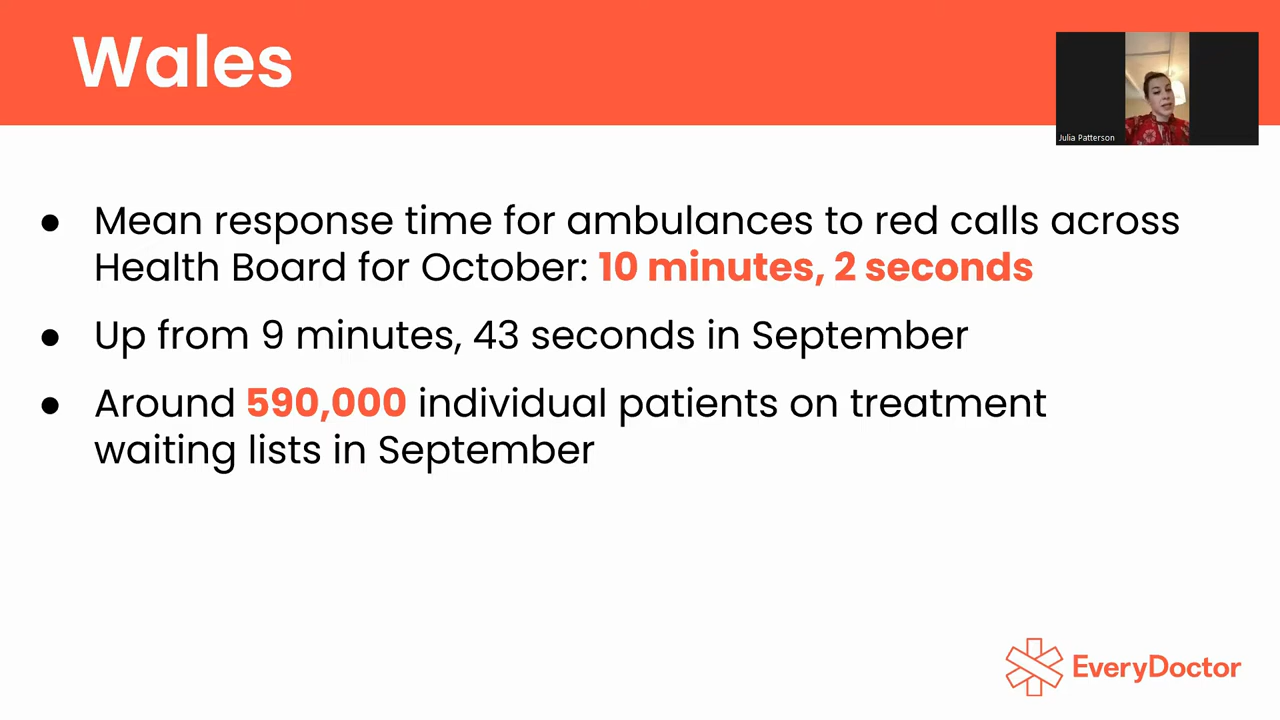 Wales
Julia Patterson
● Mean response time for ambulances to red calls across
Health Board for October: 10 minutes, 2 seconds
● Up from 9 minutes, 43 seconds in September
● Around 590,000 individual patients on treatment
waiting lists in September
EveryDoctor